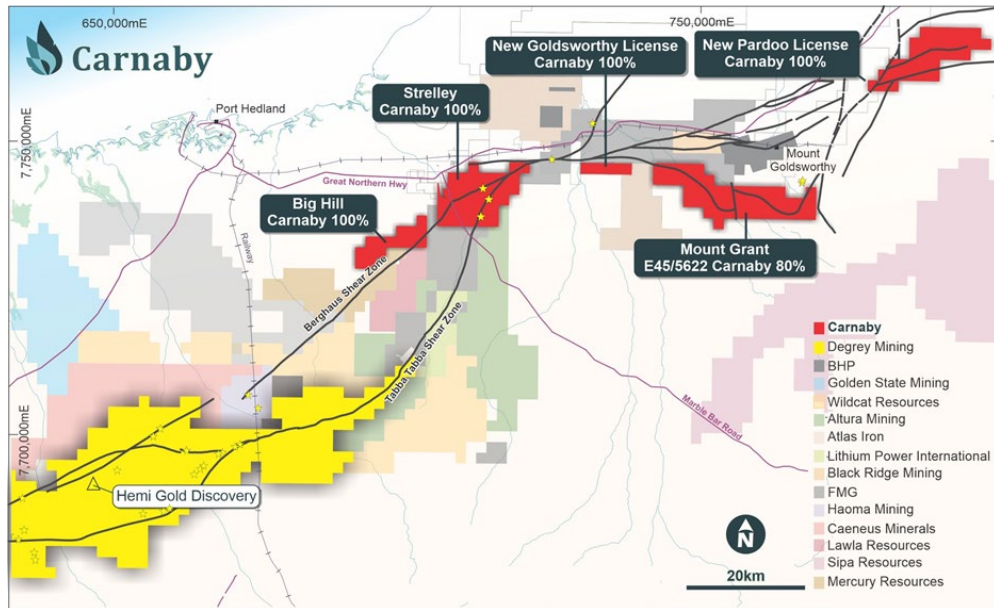 650,000mE
750,000mE
Carnaby
New Goldsworthy License
Carnaby 100%
New Pardoo License
Carnaby 100%
Strelley
Carnaby 100%
Port Hedland
7,750,000mE
Mount
Goldsworthy
Great Northern Hwy
Big Hill
Carnaby 100%
Mount Grant
E45/5622 Carnaby 80%
Railway
Berghaus Shear Zone
Tabba Tabba Shear Zone
Marble Bar Road
7,700,000mE
Hemi Gold Discovery
Carnaby
Degrey Mining
BHP
Golden State Mining
Wildcat Resources
Altura Mining
Atlas Iron
Lithium Power International
Black Ridge Mining
FMG
Haoma Mining
Caeneus Minerals
Lawla Resources
Sipa Resources
Mercury Resources
N
20km